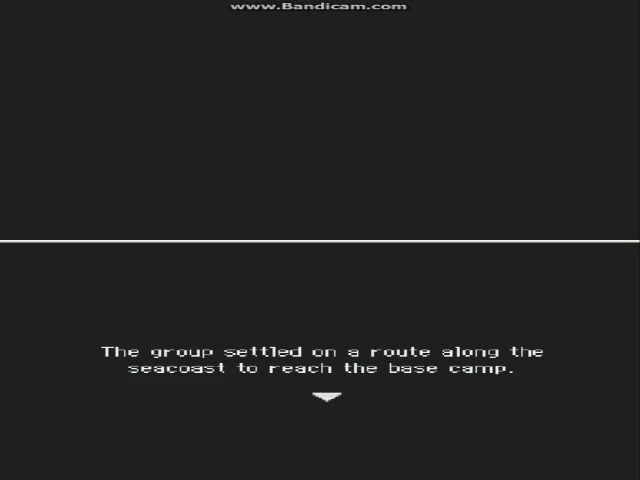 www.Bandicam.com
The group settled on a route along the
seacoast to reach the base camp.